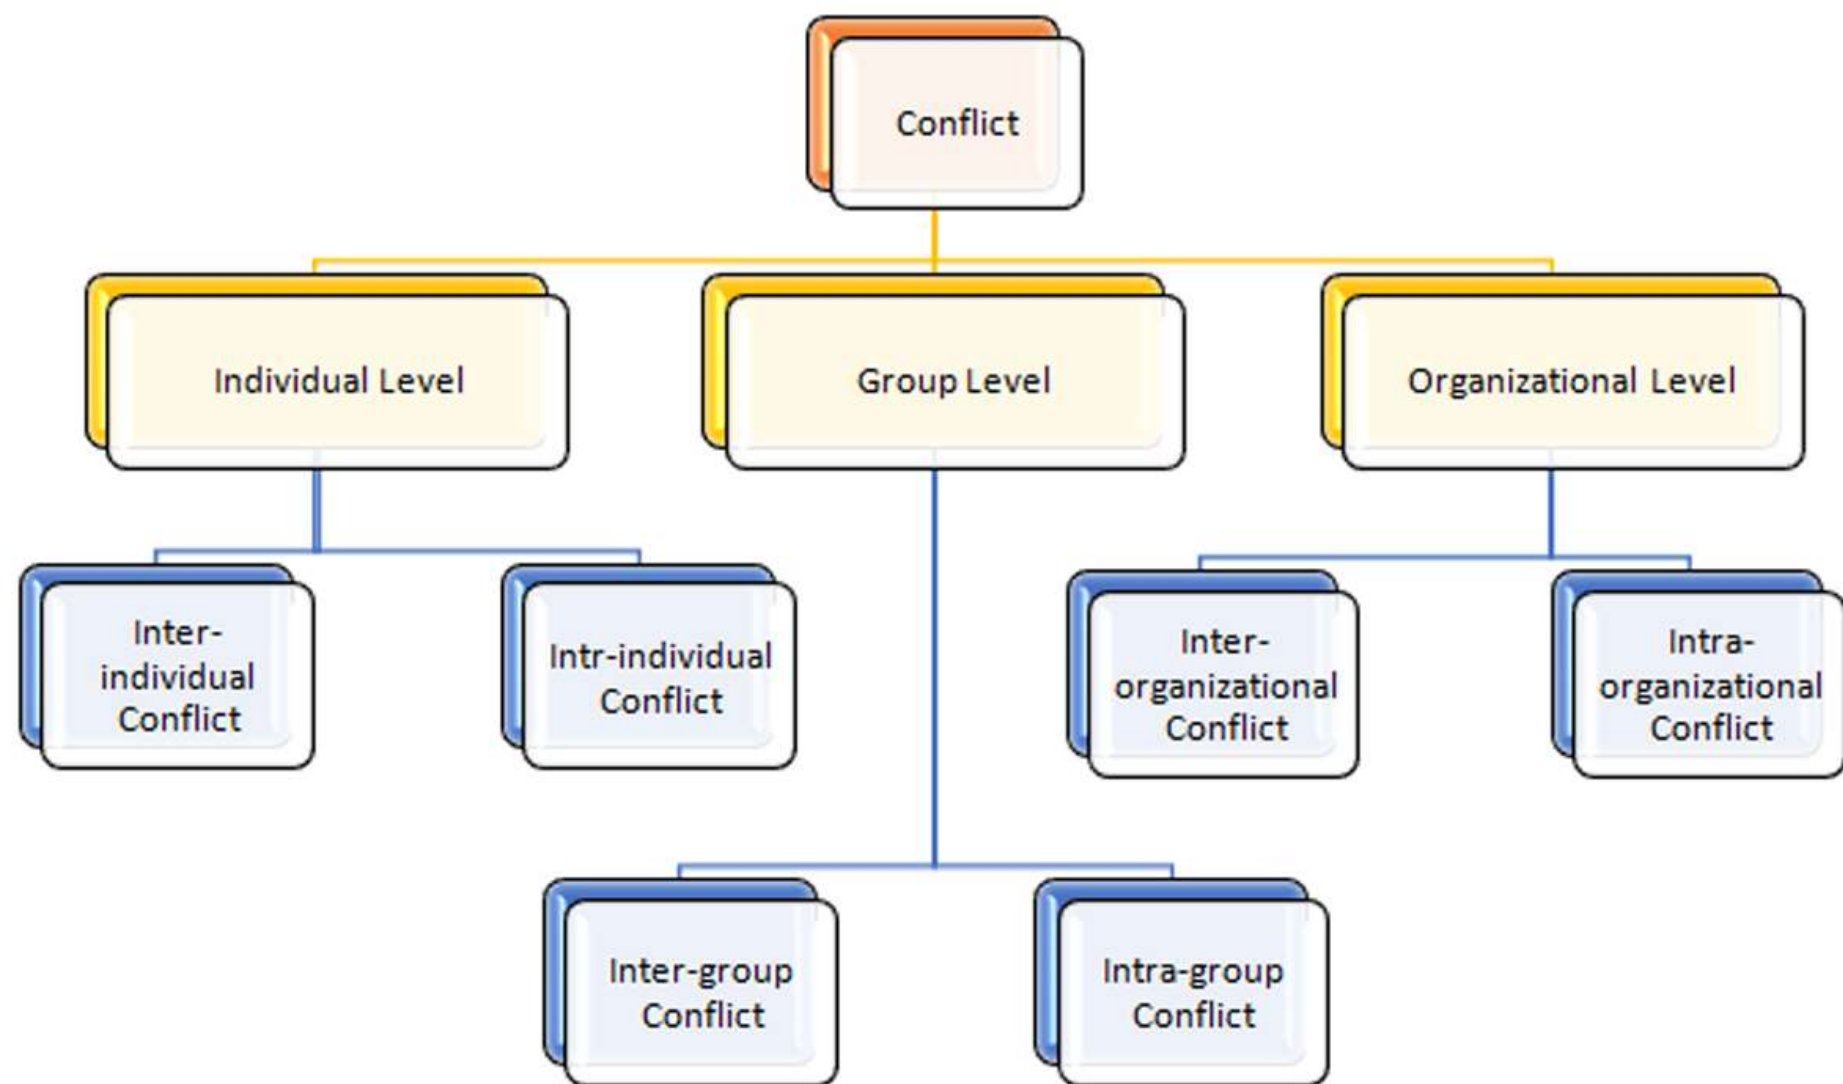 Conflict
Individual Level
Group Level
Organizational Level
Inter-
individual
Conflict
Intr-individual
Conflict
Inter-
organizational
Conflict
Intra-
organizational
Conflict
Inter-group
Conflict
Intra-group
Conflict